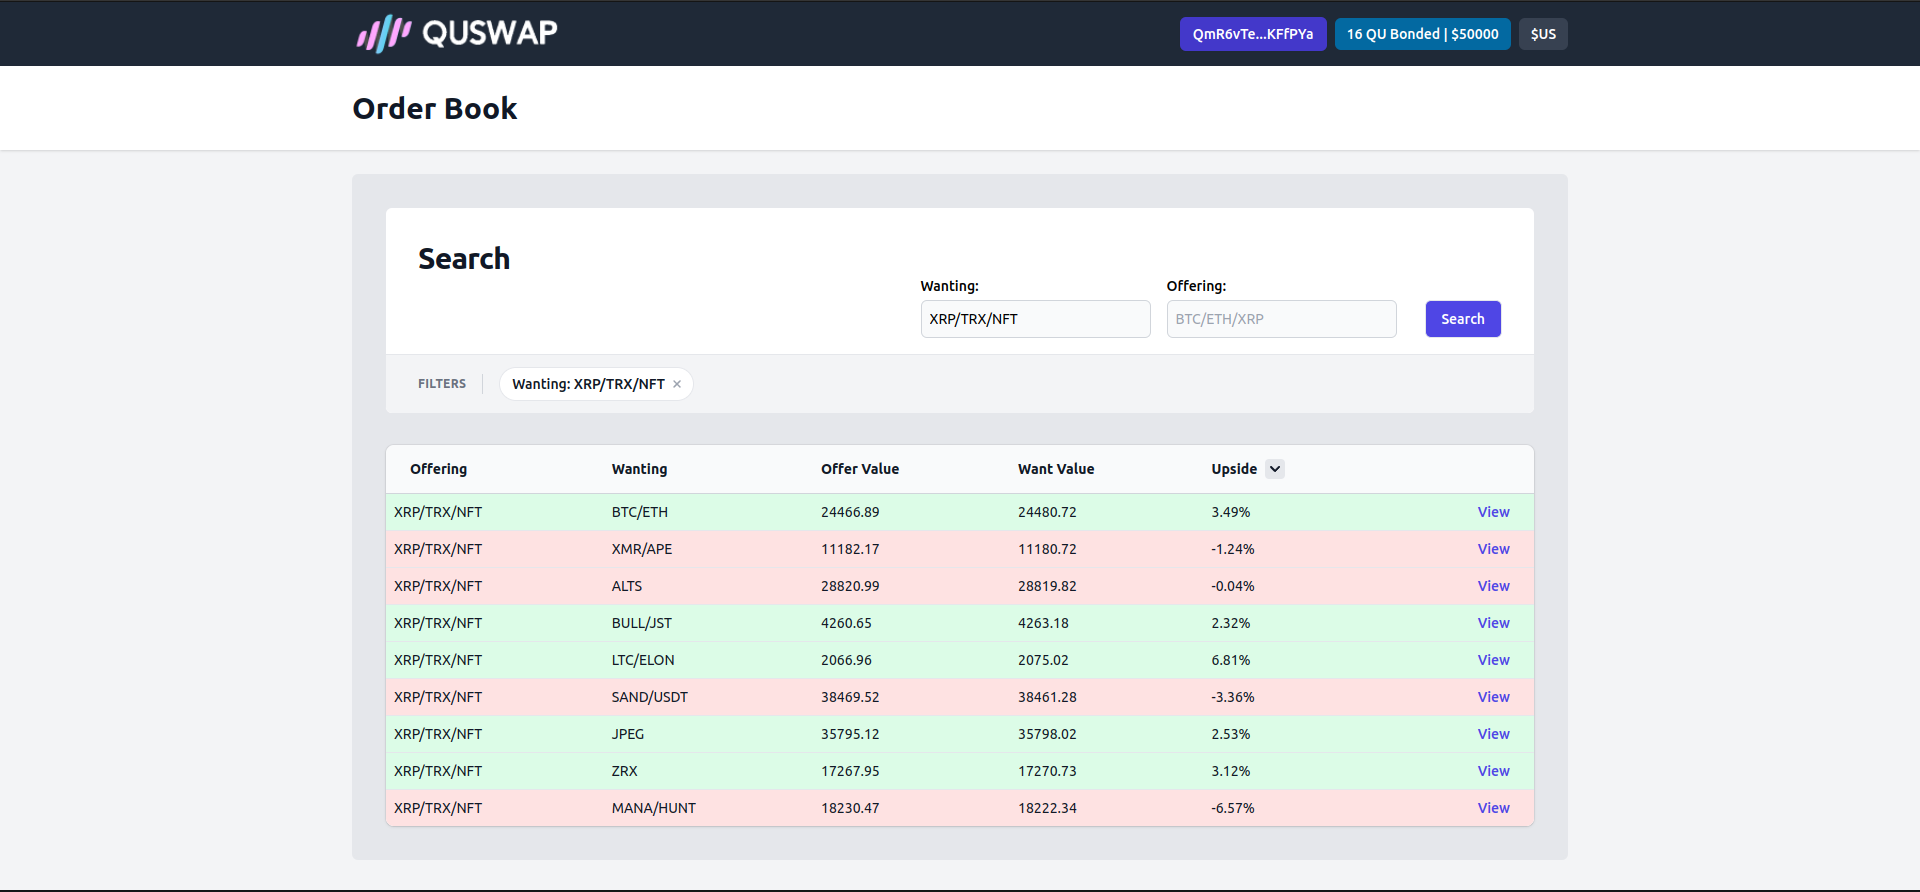 QUSWAP
QmR6vTe...KFfPYa
16 QU Bonded | $50000
$US
Order Book
Search
Wanting:
Offering:
XRP/TRX/NFT
BTC/ETH/XRP
Search
FILTERS
Wanting: XRP/TRX/NFT ×
Offering Wanting Offer Value Want Value Upside
XRP/TRX/NFT BTC/ETH 24466.89 24480.72 3.49% View
XRP/TRX/NFT XMR/APE 11182.17 11180.72 -1.24% View
XRP/TRX/NFT ALTS 28820.99 28819.82 -0.04% View
XRP/TRX/NFT BULL/JST 4260.65 4263.18 2.32% View
XRP/TRX/NFT LTC/ELON 2066.96 2075.02 6.81% View
XRP/TRX/NFT SAND/USDT 38469.52 38461.28 -3.36% View
XRP/TRX/NFT JPEG 35795.12 35798.02 2.53% View
XRP/TRX/NFT ZRX 17267.95 17270.73 3.12% View
XRP/TRX/NFT MANA/HUNT 18230.47 18222.34 -6.57% View